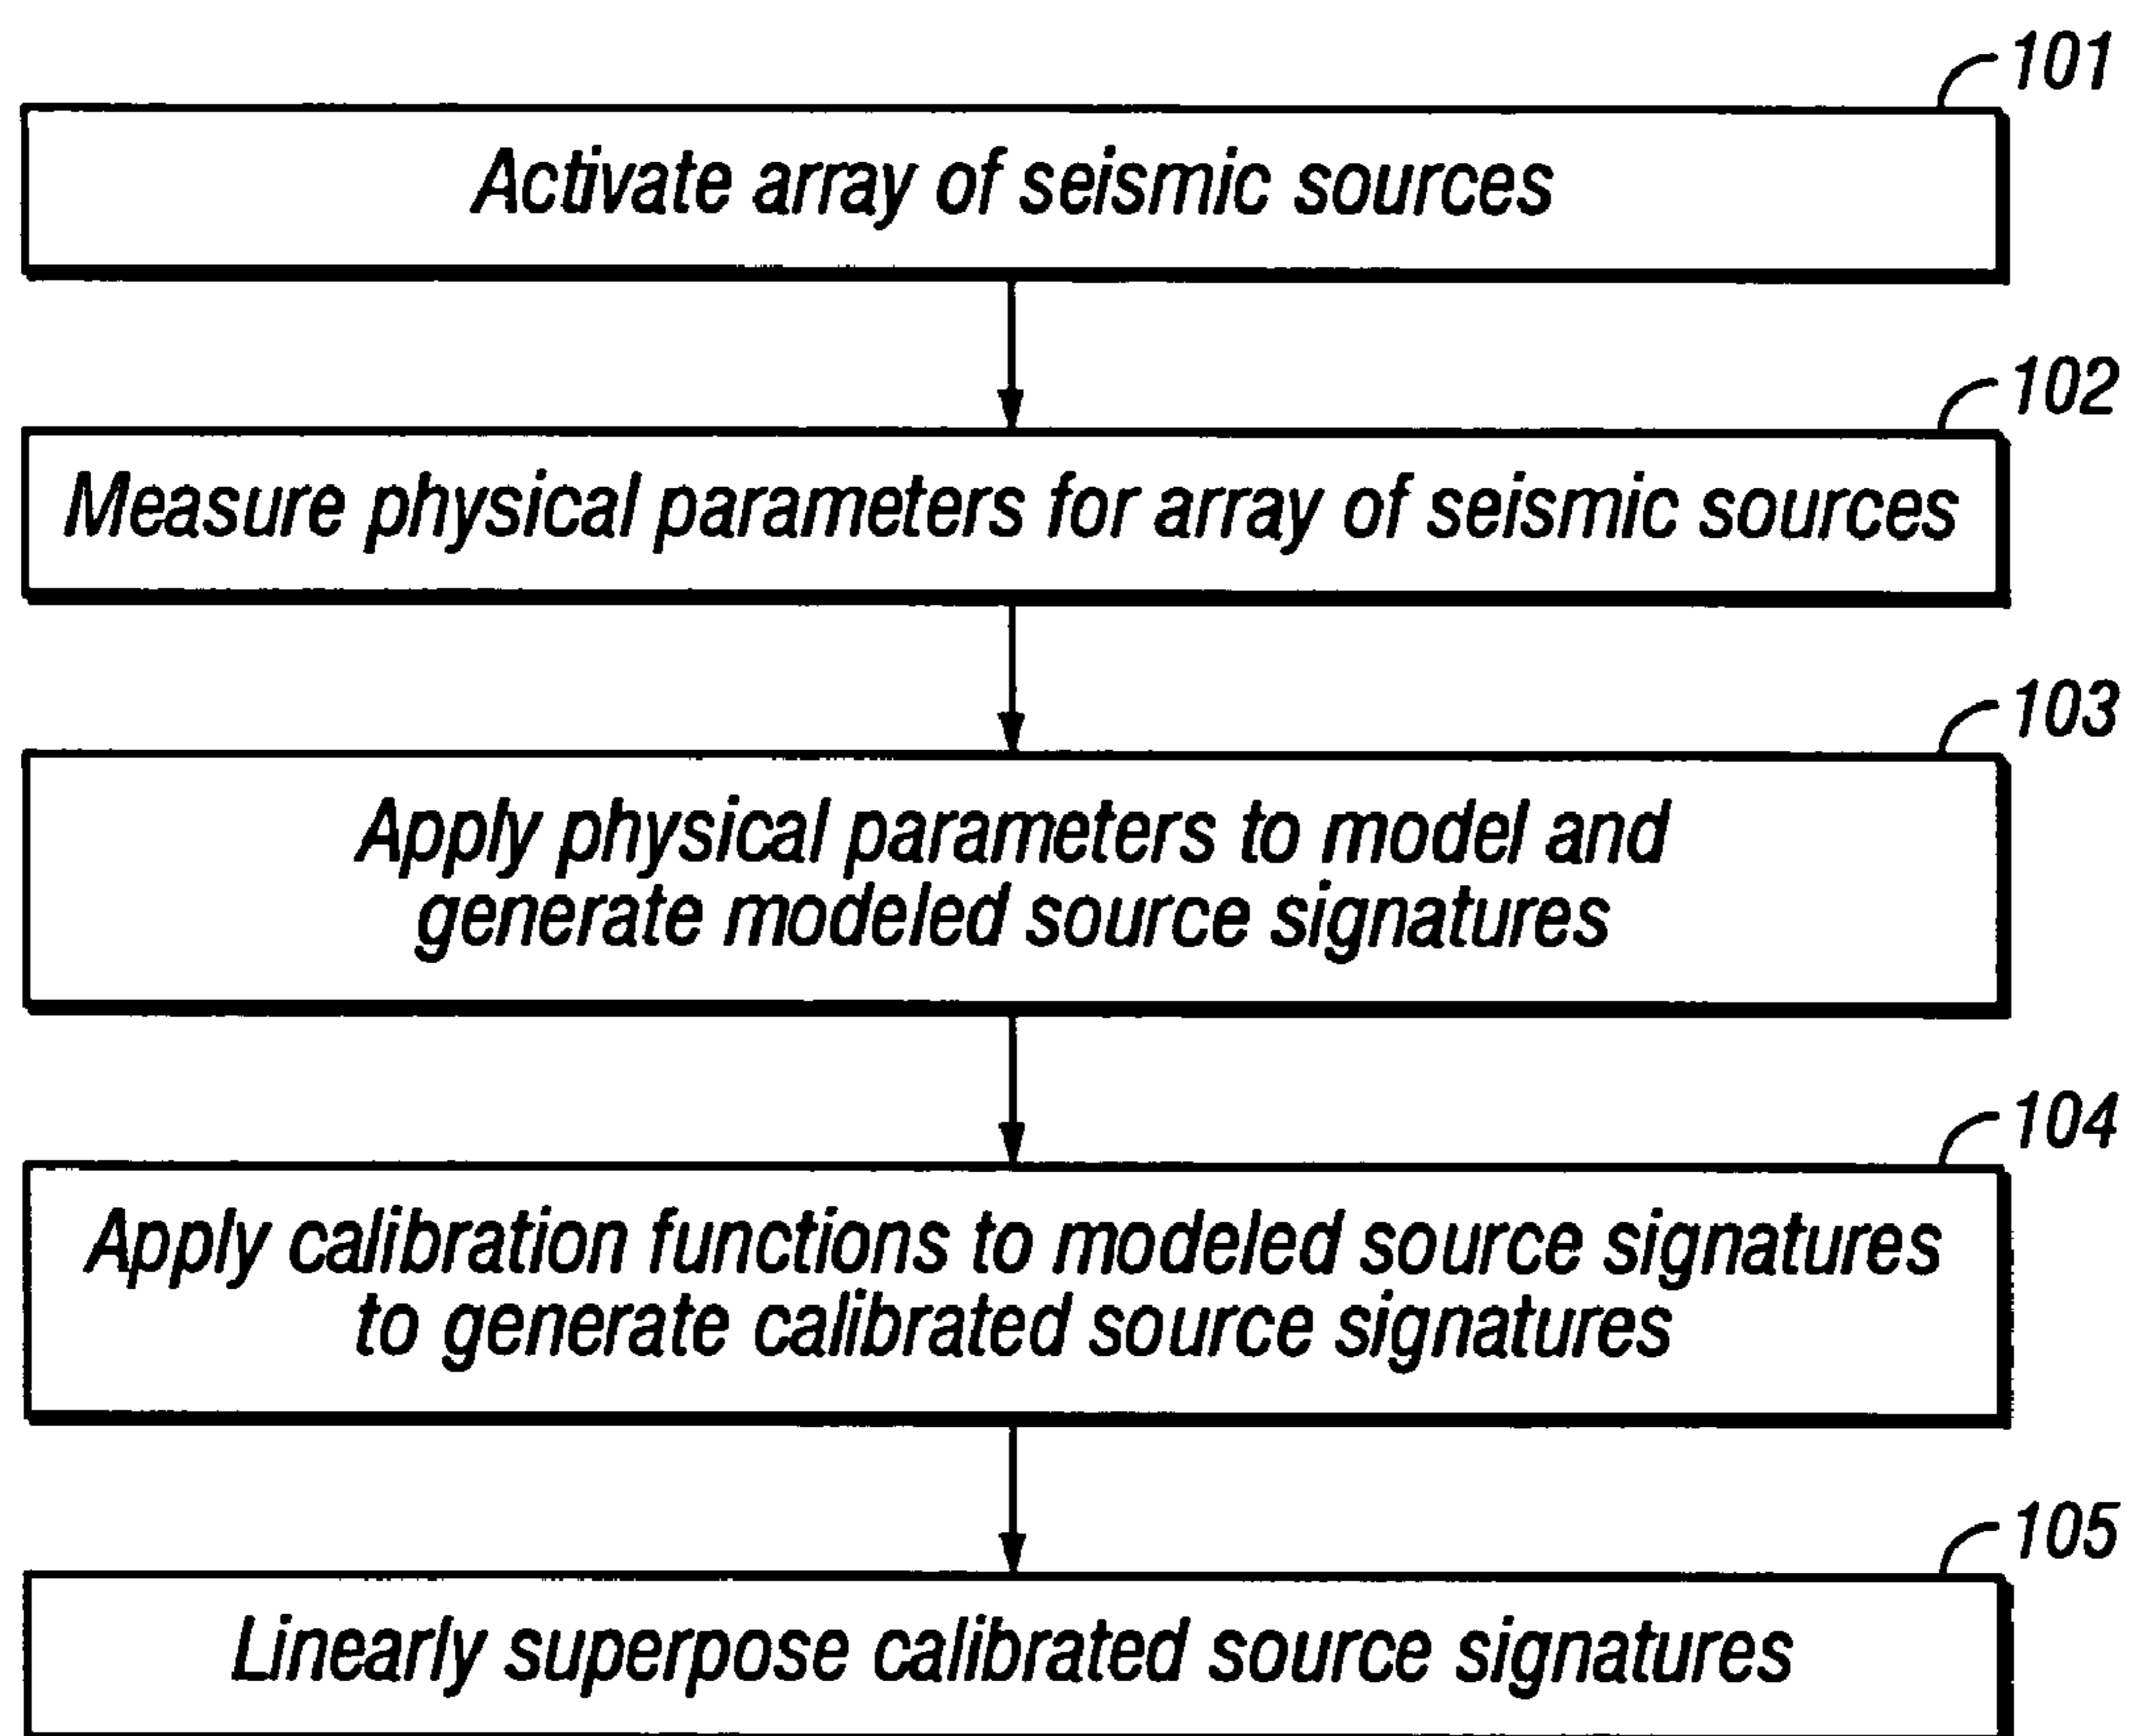 101
Activate array of seismic sources
102
Measure physical parameters for array of seismic sources
103
Apply physical parameters to model and
generate modeled source signatures
104
Apply calibration functions to modeled source signatures
to generate calibrated source signatures
105
Linearly superpose calibrated source signatures